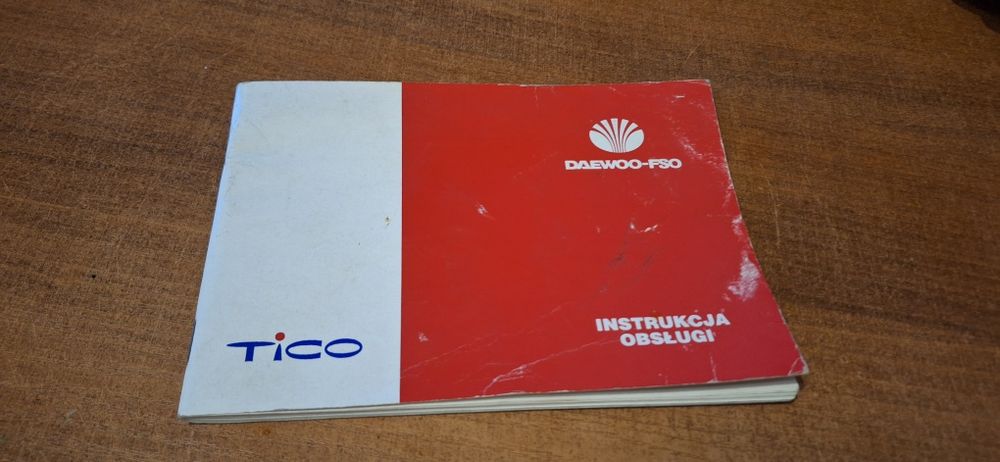 DAEWOO-FSO
INSTRUKCJA
OBSŁUGI
TiCO